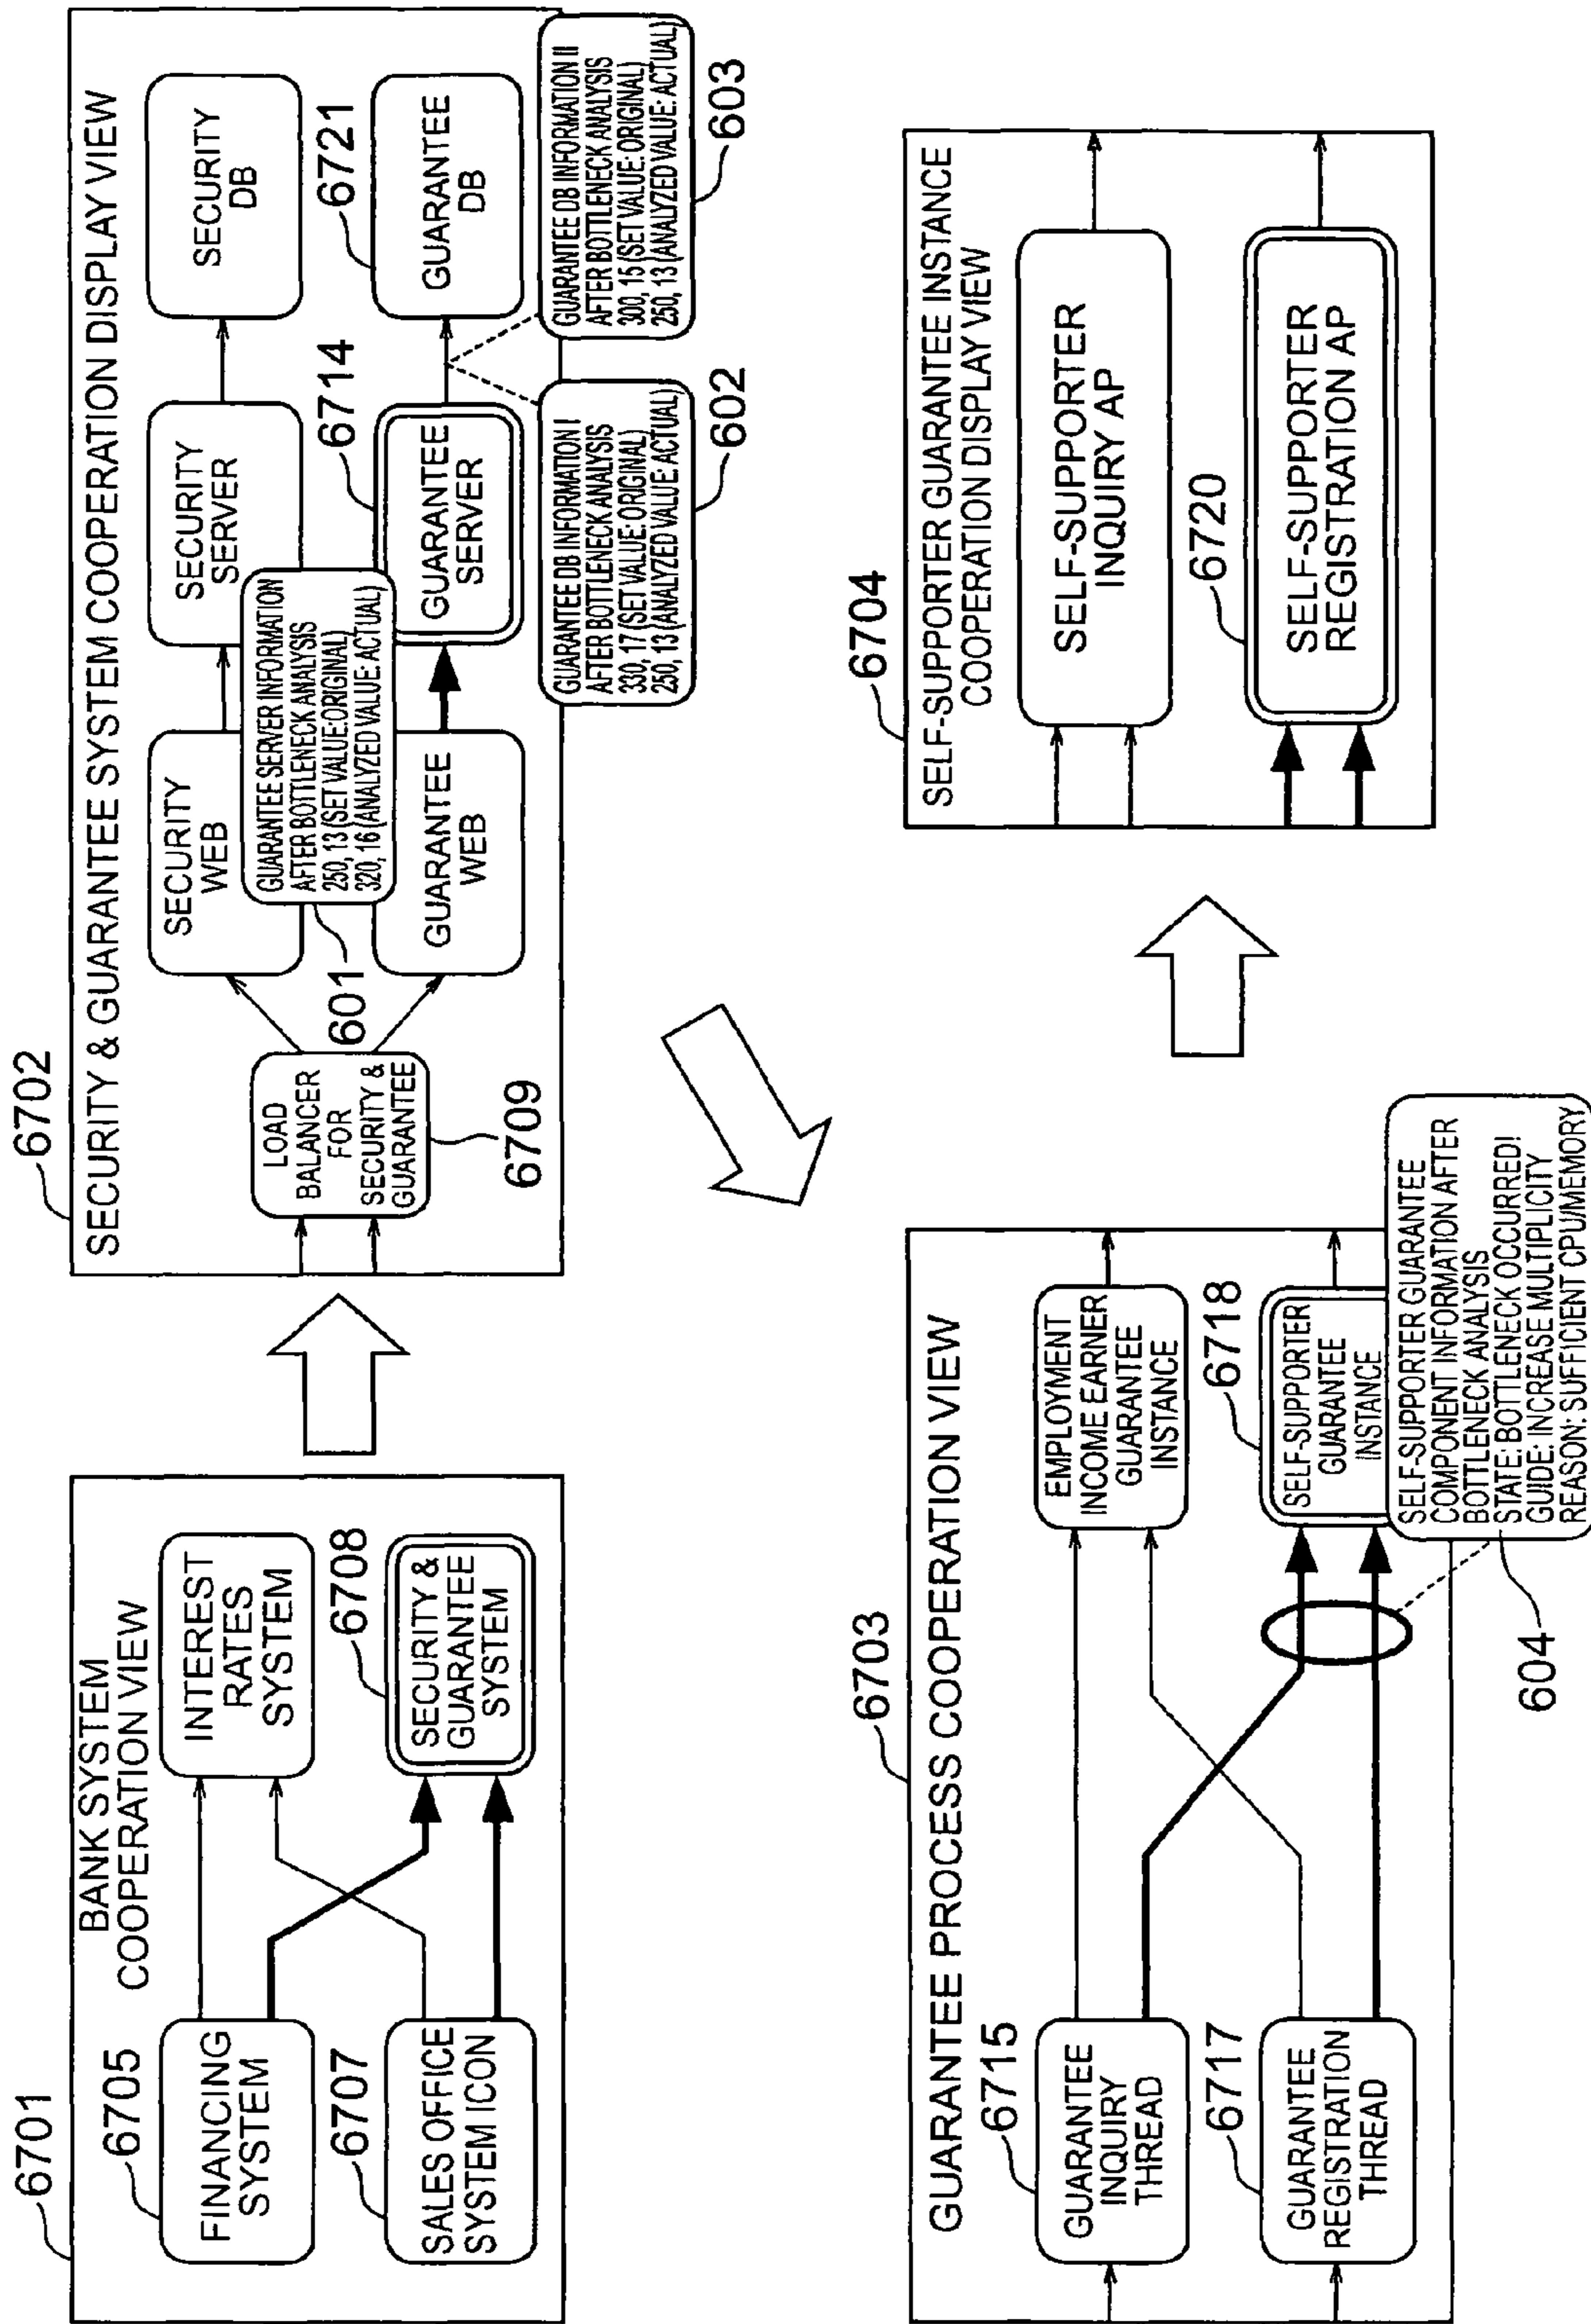 6701
BANK SYSTEM
COOPERATION VIEW
6705
FINANCING
SYSTEM
INTEREST
RATES
SYSTEM
6707
SALES OFFICE
SYSTEM ICON
6708
SECURITY &
GUARANTEE
SYSTEM
6702
SECURITY & GUARANTEE SYSTEM COOPERATION DISPLAY VIEW
LOAD
BALANCER
FOR
SECURITY &
GUARANTEE
6709
SECURITY
WEB
SECURITY
SERVER
SECURITY
DB
GUARANTEE SERVER INFORMATION
AFTER BOTTLENECK ANALYSIS
250, 13 (SET VALUE:ORIGINAL)
320, 16 (ANALYZED VALUE: ACTUAL)
601
GUARANTEE
WEB
6714
GUARANTEE
SERVER
6721
GUARANTEE
DB
GUARANTEE DB INFORMATION I
AFTER BOTTLENECK ANALYSIS
330, 17 (SET VALUE: ORIGINAL)
250, 13 (ANALYZED VALUE: ACTUAL)
602
GUARANTEE DB INFORMATION II
AFTER BOTTLENECK ANALYSIS
300, 15 (SET VALUE: ORIGINAL)
250, 13 (ANALYZED VALUE: ACTUAL)
603
6703
GUARANTEE PROCESS COOPERATION VIEW
6715
GUARANTEE
INQUIRY
THREAD
EMPLOYMENT
INCOME EARNER
GUARANTEE
INSTANCE
6717
GUARANTEE
REGISTRATION
THREAD
6718
SELF-SUPPORTER
GUARANTEE
INSTANCE
SELF-SUPPORTER GUARANTEE
COMPONENT INFORMATION AFTER
BOTTLENECK ANALYSIS
STATE: BOTTLENECK OCCURRED!
GUIDE: INCREASE MULTIPLICITY
REASON: SUFFICIENT CPU/MEMORY
604
6704
SELF-SUPPORTER GUARANTEE INSTANCE
COOPERATION DISPLAY VIEW
SELF-SUPPORTER
INQUIRY AP
6720
SELF-SUPPORTER
REGISTRATION AP